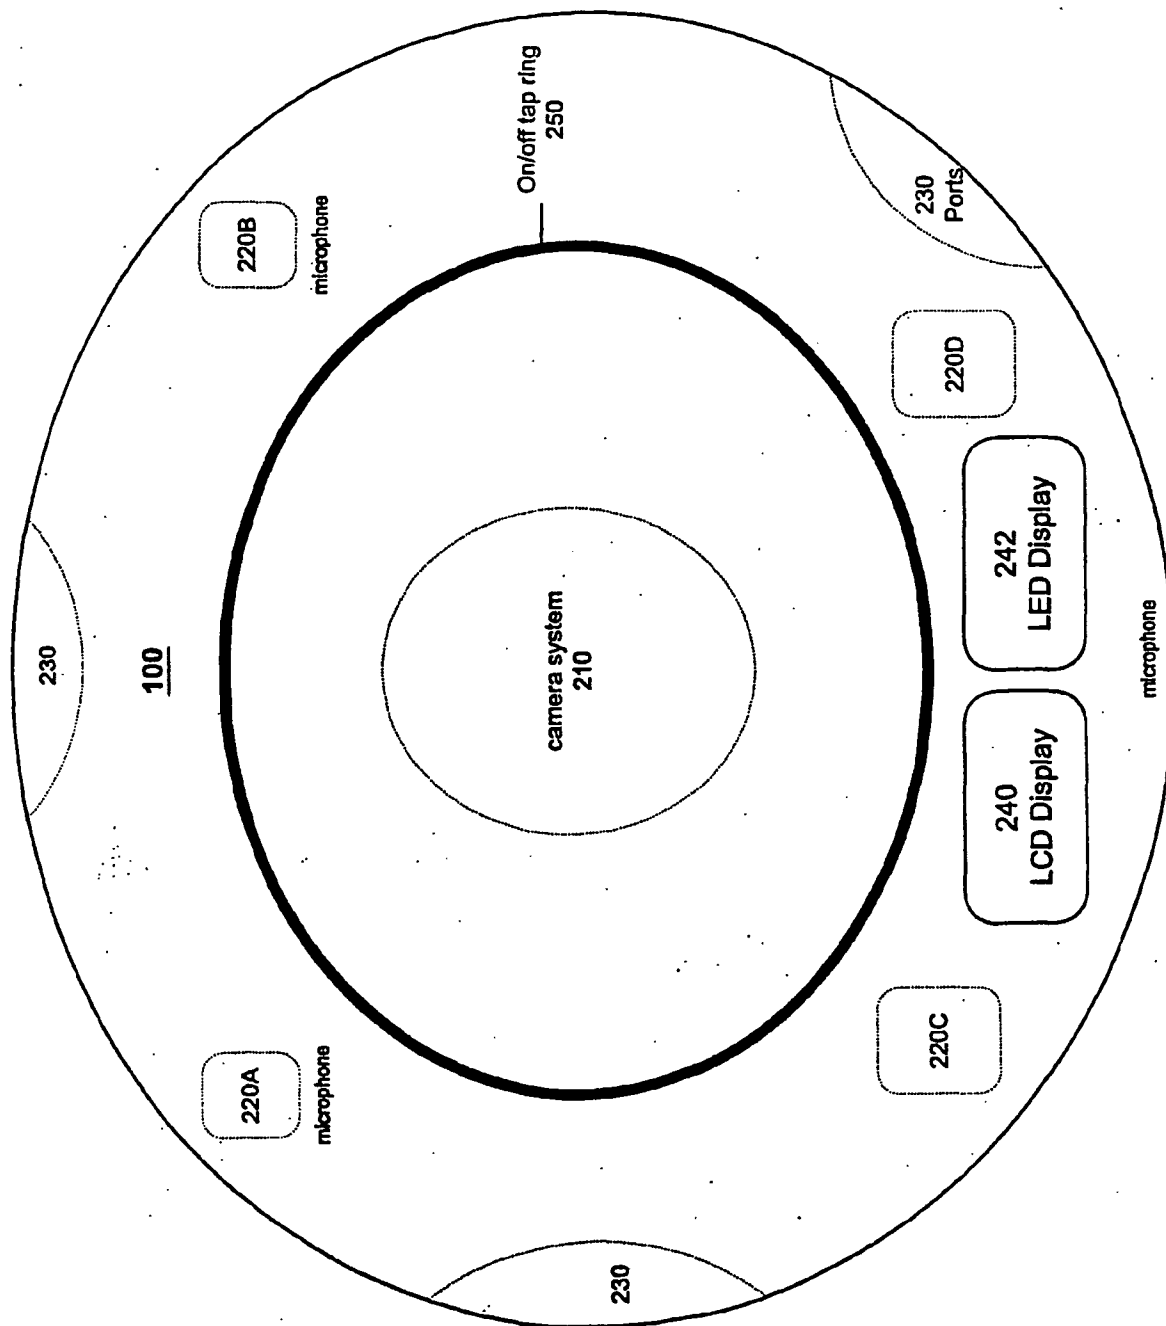 230
100
220A
microphone
220B
microphone
On/off tap ring
250
camera system
210
230
230
Ports
220C
220D
240
LCD Display
242
LED Display
microphone